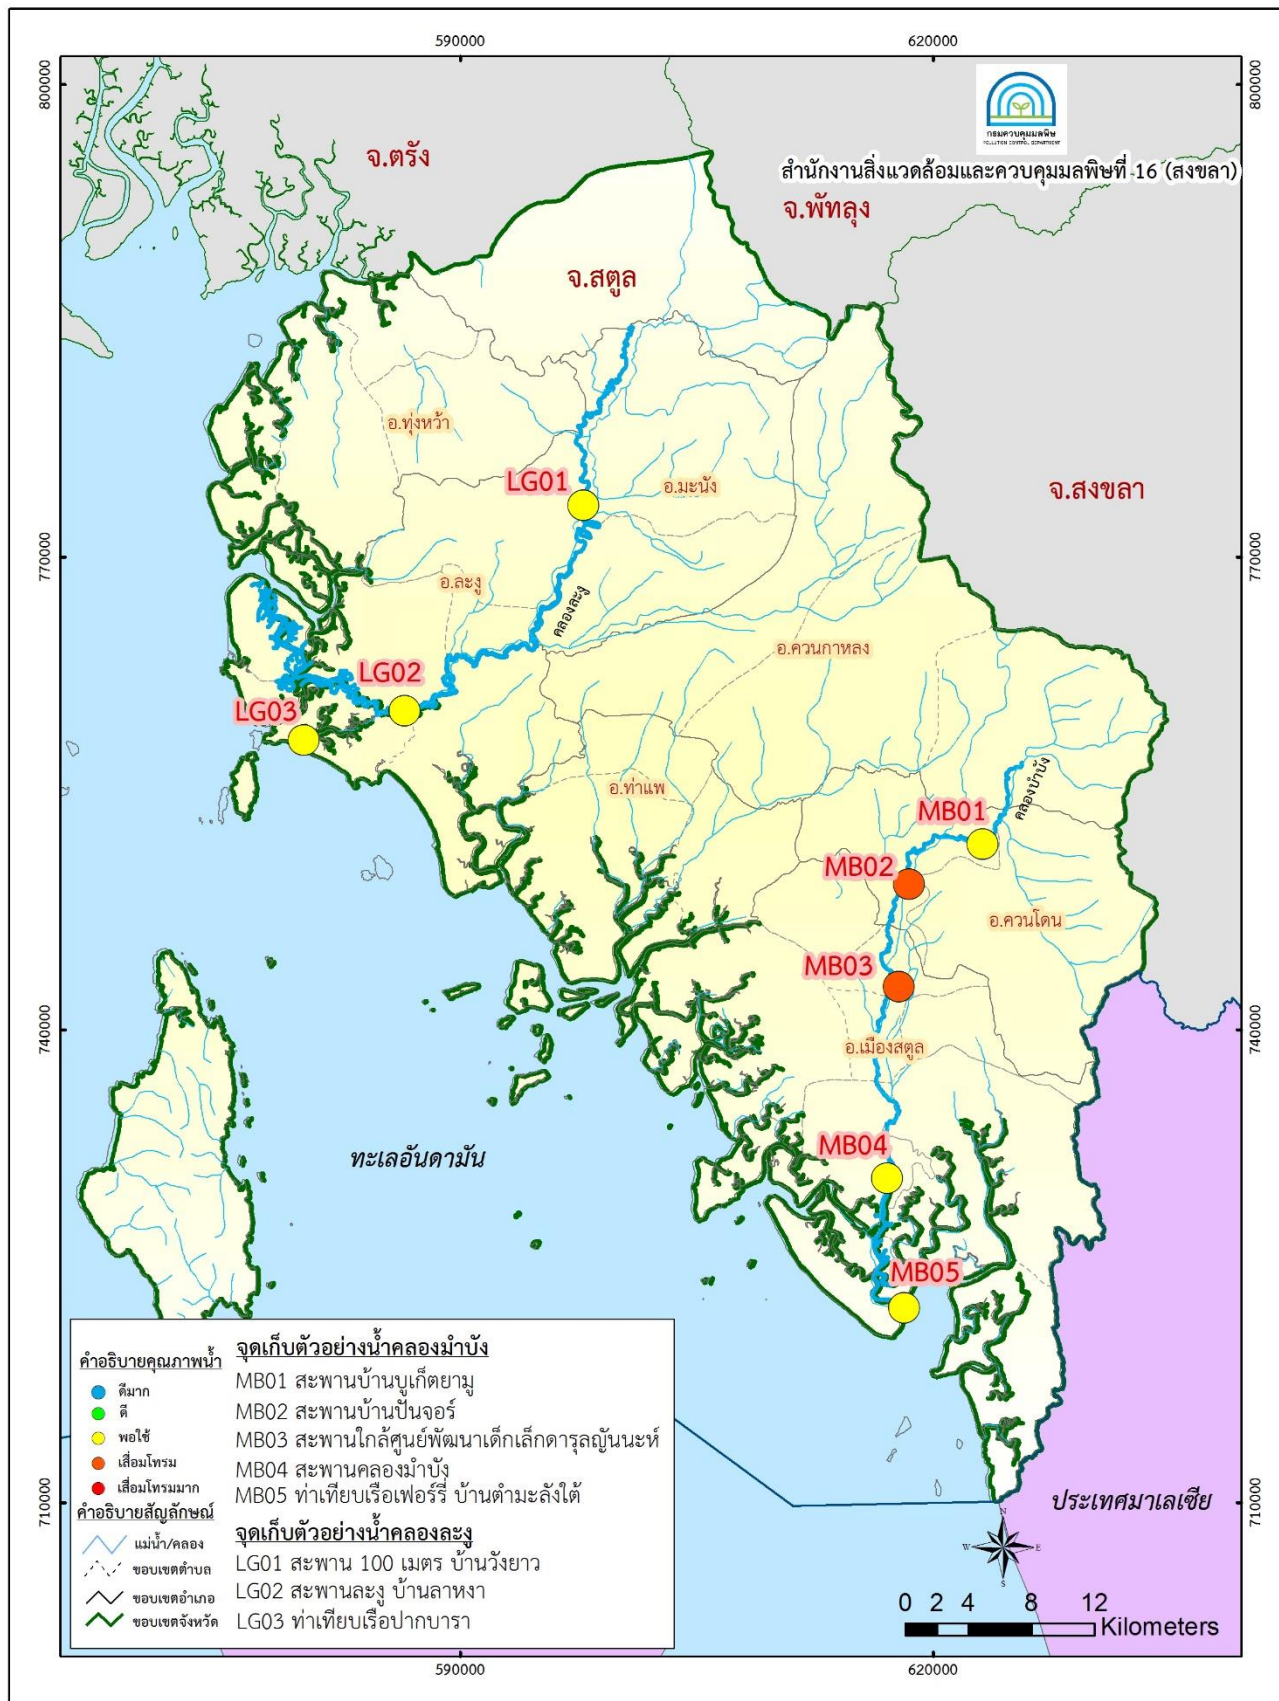 590000
620000
800000
800000
กรมควบคุมมลพิษ
POLLUTION CONTROL DEPARTMENT
สำนักงานสิ่งแวดล้อมและควบคุมมลพิษที่ 16 (สงขลา)
จ.ตรัง
จ.พัทลุง
จ.สตูล
อ.ทุ่งหว้า
LG01
อ.มะนัง
จ.สงขลา
770000
770000
อ.ละงู
คลองละงู
อ.ควนกาหลง
LG02
LG03
อ.ท่าแพ
คลองบำบัง
MB01
MB02
อ.ควนโดน
MB03
740000
740000
อ.เมืองสตูล
ทะเลอันดามัน
MB04
MB05
คำอธิบายคุณภาพน้ำ
ดีมาก
ดี
พอใช้
เสื่อมโทรม
เสื่อมโทรมมาก
คำอธิบายสัญลักษณ์
แม่น้ำ/คลอง
ขอบเขตตำบล
ขอบเขตอำเภอ
ขอบเขตจังหวัด
จุดเก็บตัวอย่างน้ำคลองมำบัง
MB01 สะพานบ้านบูเก็ตยามู
MB02 สะพานบ้านปันจอร์
MB03 สะพานใกล้ศูนย์พัฒนาเด็กเล็กดารุลญันนะห์
MB04 สะพานคลองมำบัง
MB05 ท่าเทียบเรือเฟอร์รี่ บ้านตำมะลังใต้
จุดเก็บตัวอย่างน้ำคลองละงู
LG01 สะพาน 100 เมตร บ้านวังยาว
LG02 สะพานละงู บ้านลาหงา
LG03 ท่าเทียบเรือปากบารา
710000
710000
ประเทศมาเลเซีย
N
W
E
S
0 2 4 8 12
Kilometers
590000
620000